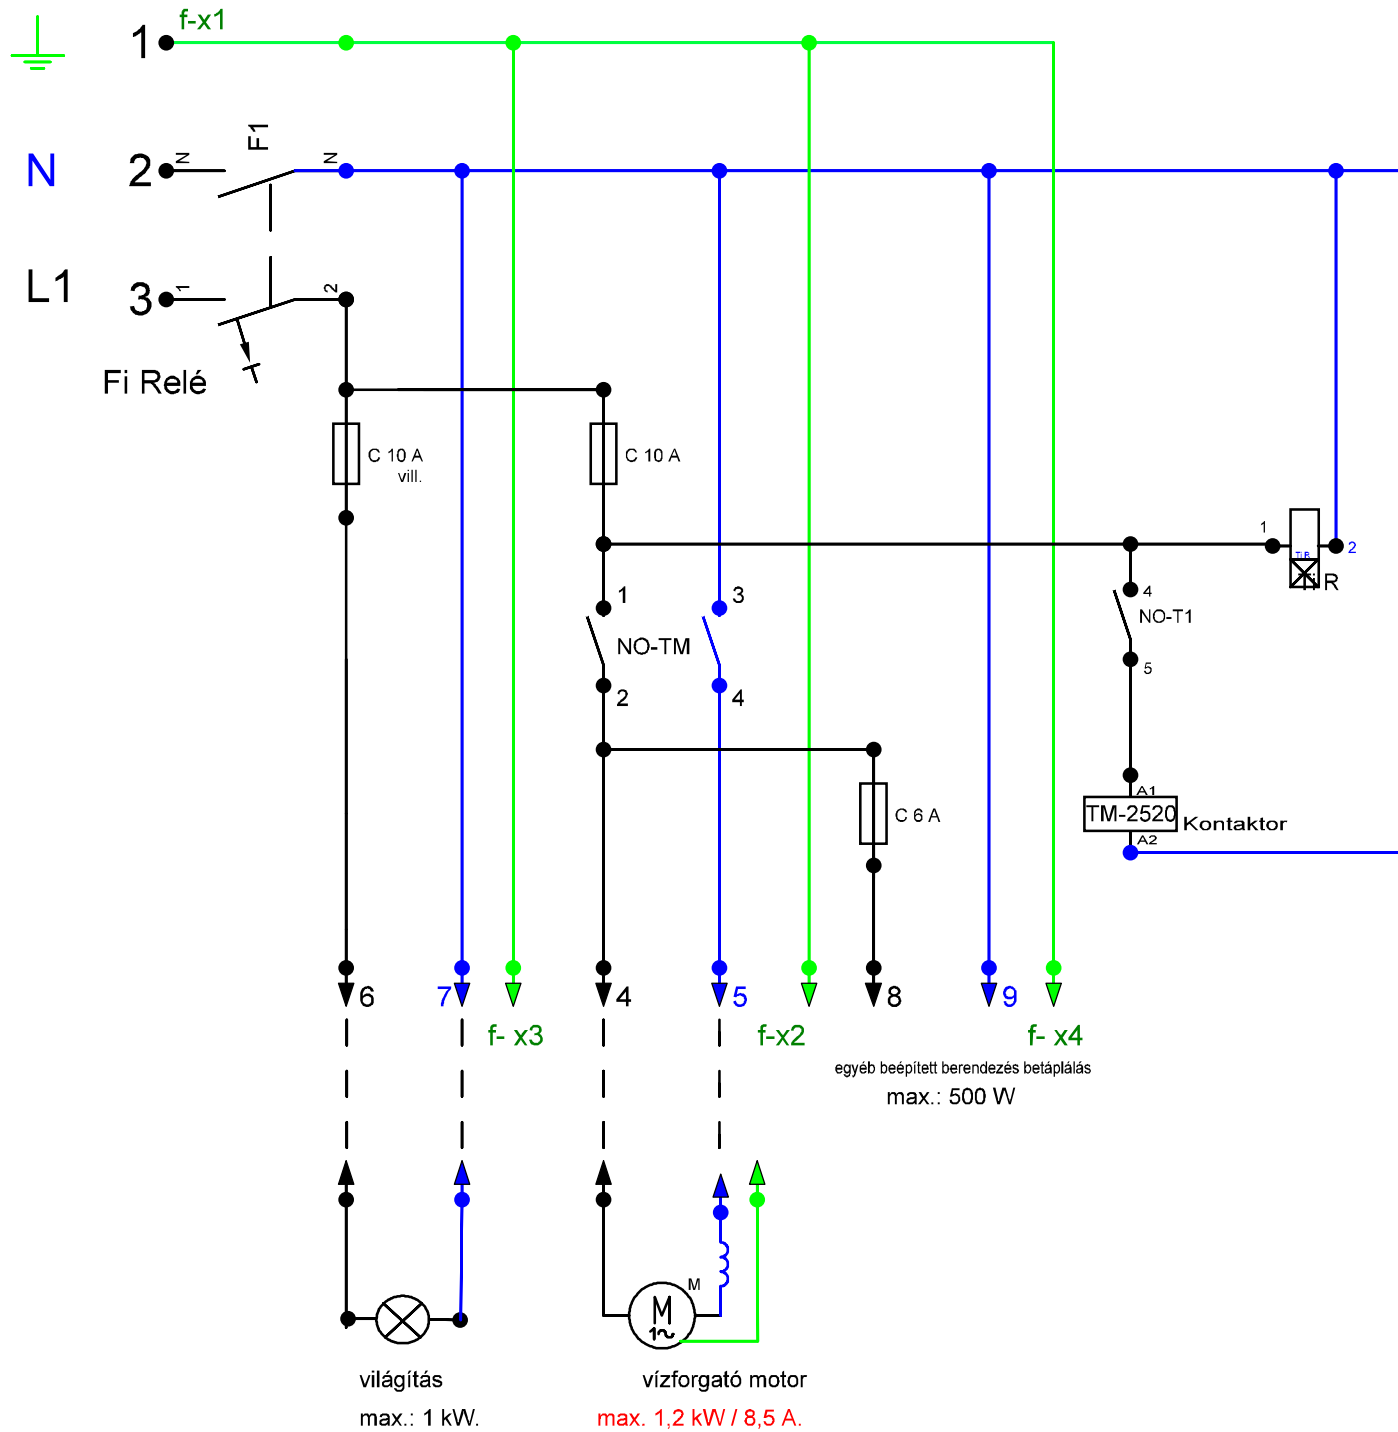 f-x1
1
F1
N
2
N
N
L1
3
1
2
Fi Relé
C 10 A
vill.
C 10 A
1
Ti R
2
Ti R
1
3
NO-TM
2
4
4
NO-T1
5
A1
TM-2520
Kontaktor
A2
C 6 A
6
7
4
5
8
9
f- x3
f-x2
f- x4
egyéb beépített berendezés betáplálás
max.: 500 W
M
M
1~
világítás
vízforgató motor
max.: 1 kW.
max. 1,2 kW / 8,5 A.